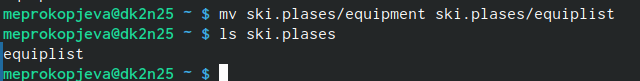 meprokopjeva@dk2n25 ~ $ mv ski.plases/equipment ski.plases/equiplist
meprokopjeva@dk2n25 ~ $ ls ski.plases
equiplist
meprokopjeva@dk2n25 ~ $